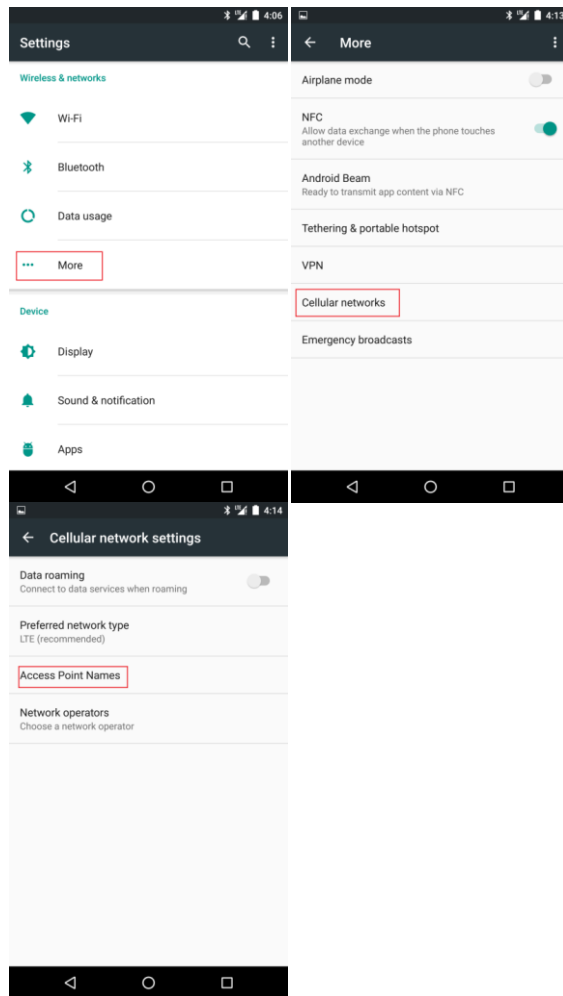 4:06
Settings
Wireless & networks
Wi-Fi
Bluetooth
Data usage
More
Device
Display
Sound & notification
Apps
4:13
More
Airplane mode
NFC
Allow data exchange when the phone touches
another device
Android Beam
Ready to transmit app content via NFC
Tethering & portable hotspot
VPN
Cellular networks
Emergency broadcasts
4:14
Cellular network settings
Data roaming
Connect to data services when roaming
Preferred network type
LTE (recommended)
Access Point Names
Network operators
Choose a network operator